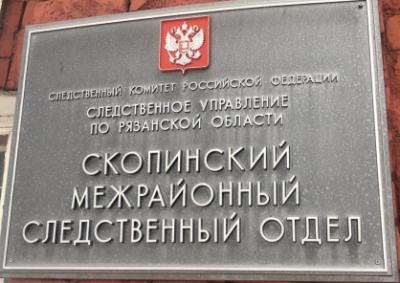 СЛЕДСТВЕННЫЙ КОМИТЕТ РОССИЙСКОЙ ФЕДЕРАЦИИ
СЛЕДСТВЕННОЕ УПРАВЛЕНИЕ
ПО РЯЗАНСКОЙ ОБЛАСТИ
СКОПИНСКИЙ
МЕЖРАЙОННЫЙ
СЛЕДСТВЕННЫЙ ОТДЕЛ